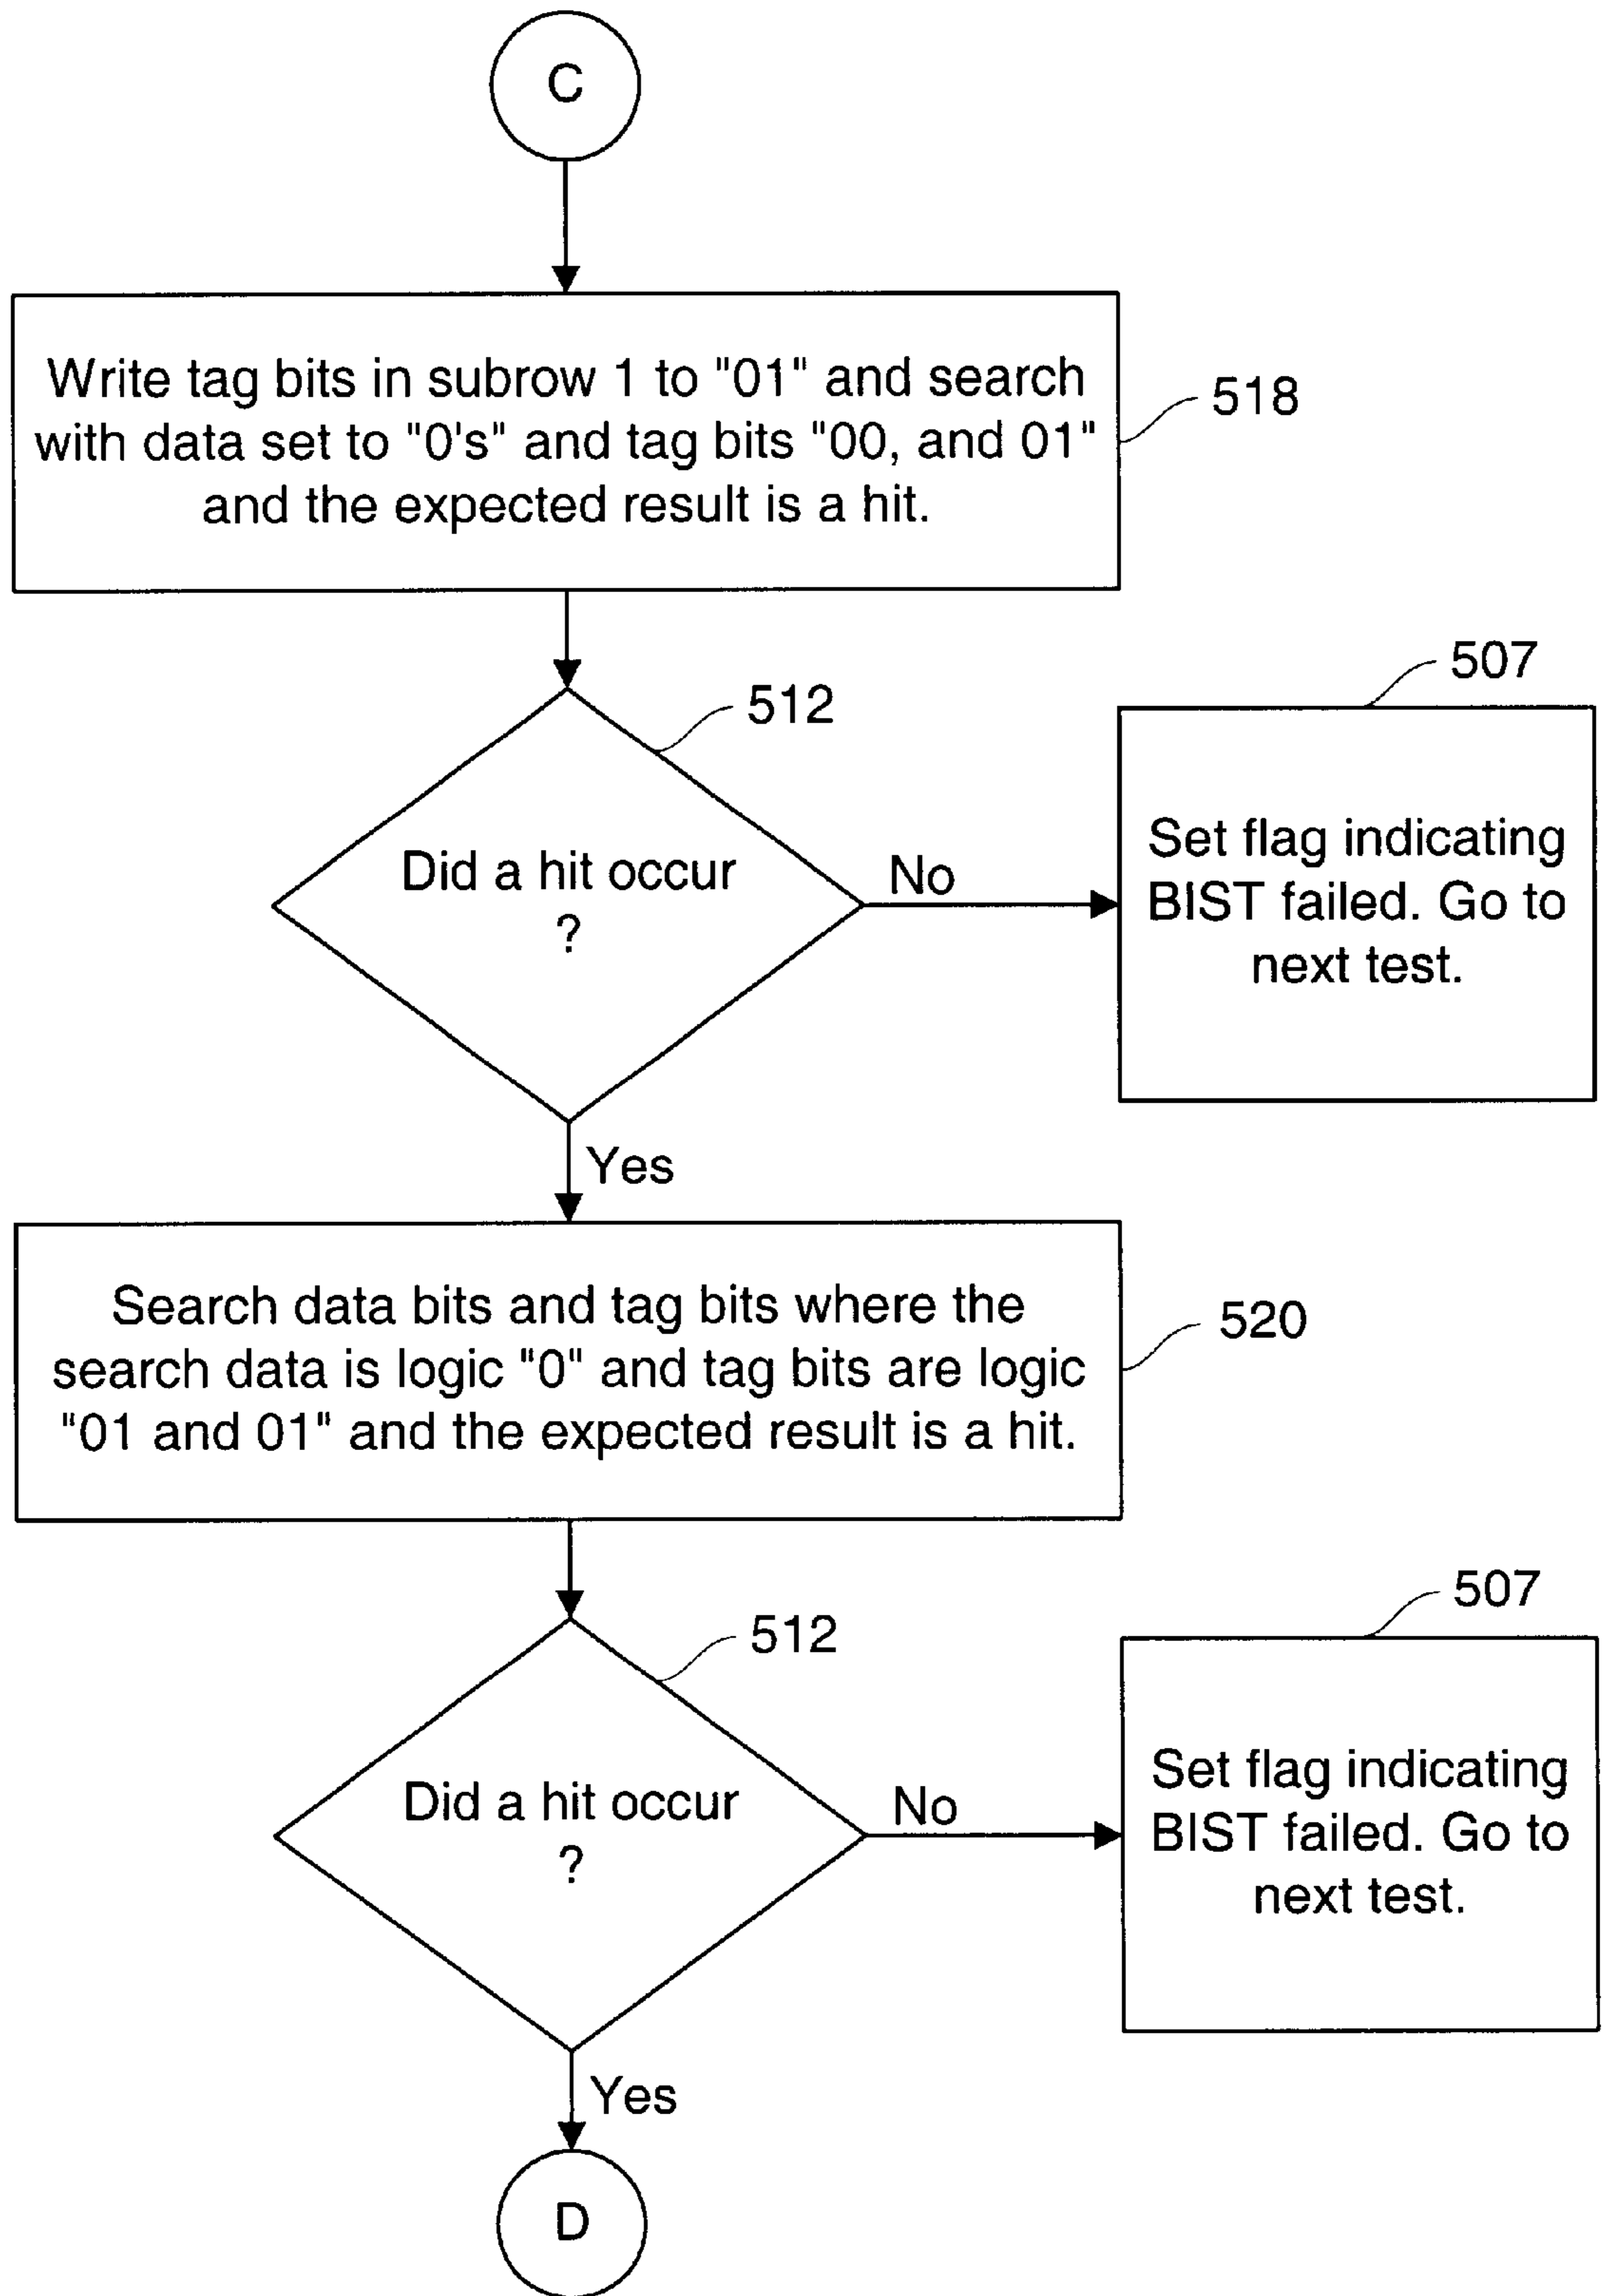 C
Write tag bits in subrow 1 to "01" and search
with data set to "0's" and tag bits "00, and 01"
and the expected result is a hit.
518
512
Did a hit occur
?
No
507
Set flag indicating
BIST failed. Go to
next test.
Yes
Search data bits and tag bits where the
search data is logic "0" and tag bits are logic
"01 and 01" and the expected result is a hit.
520
512
Did a hit occur
?
No
507
Set flag indicating
BIST failed. Go to
next test.
Yes
D